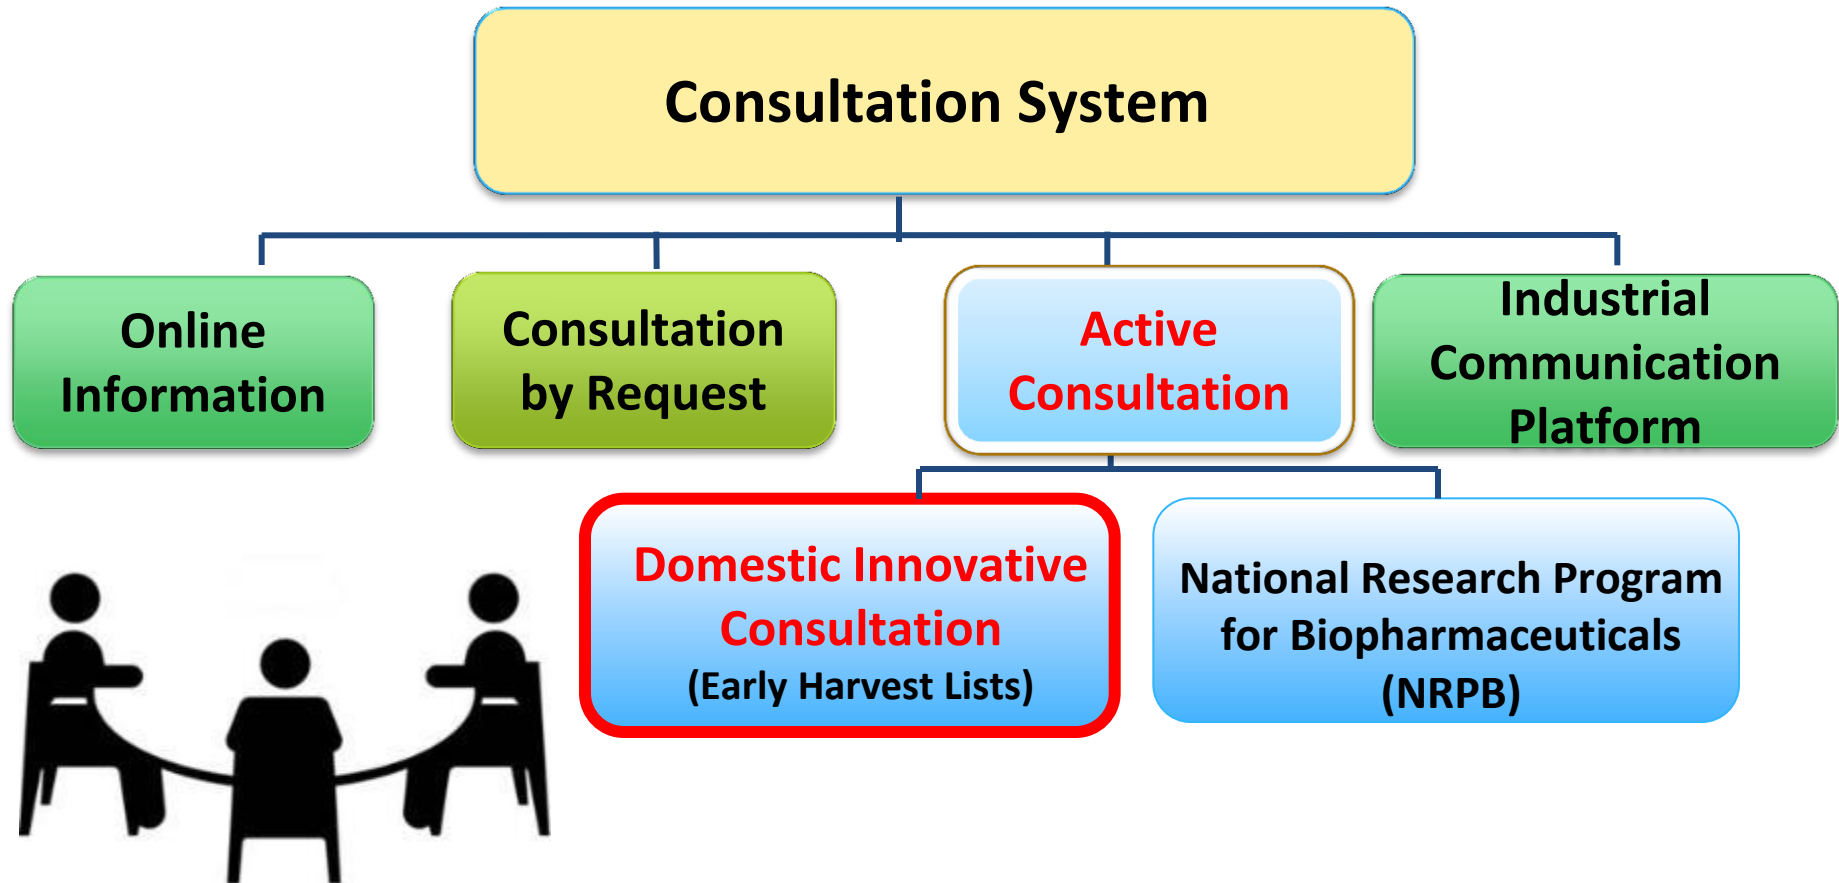 Consultation System
Online
Information
Consultation
by Request
Active
Consultation
Industrial
Communication
Platform
Domestic Innovative
Consultation
(Early Harvest Lists)
National Research Program
for Biopharmaceuticals
(NRPB)